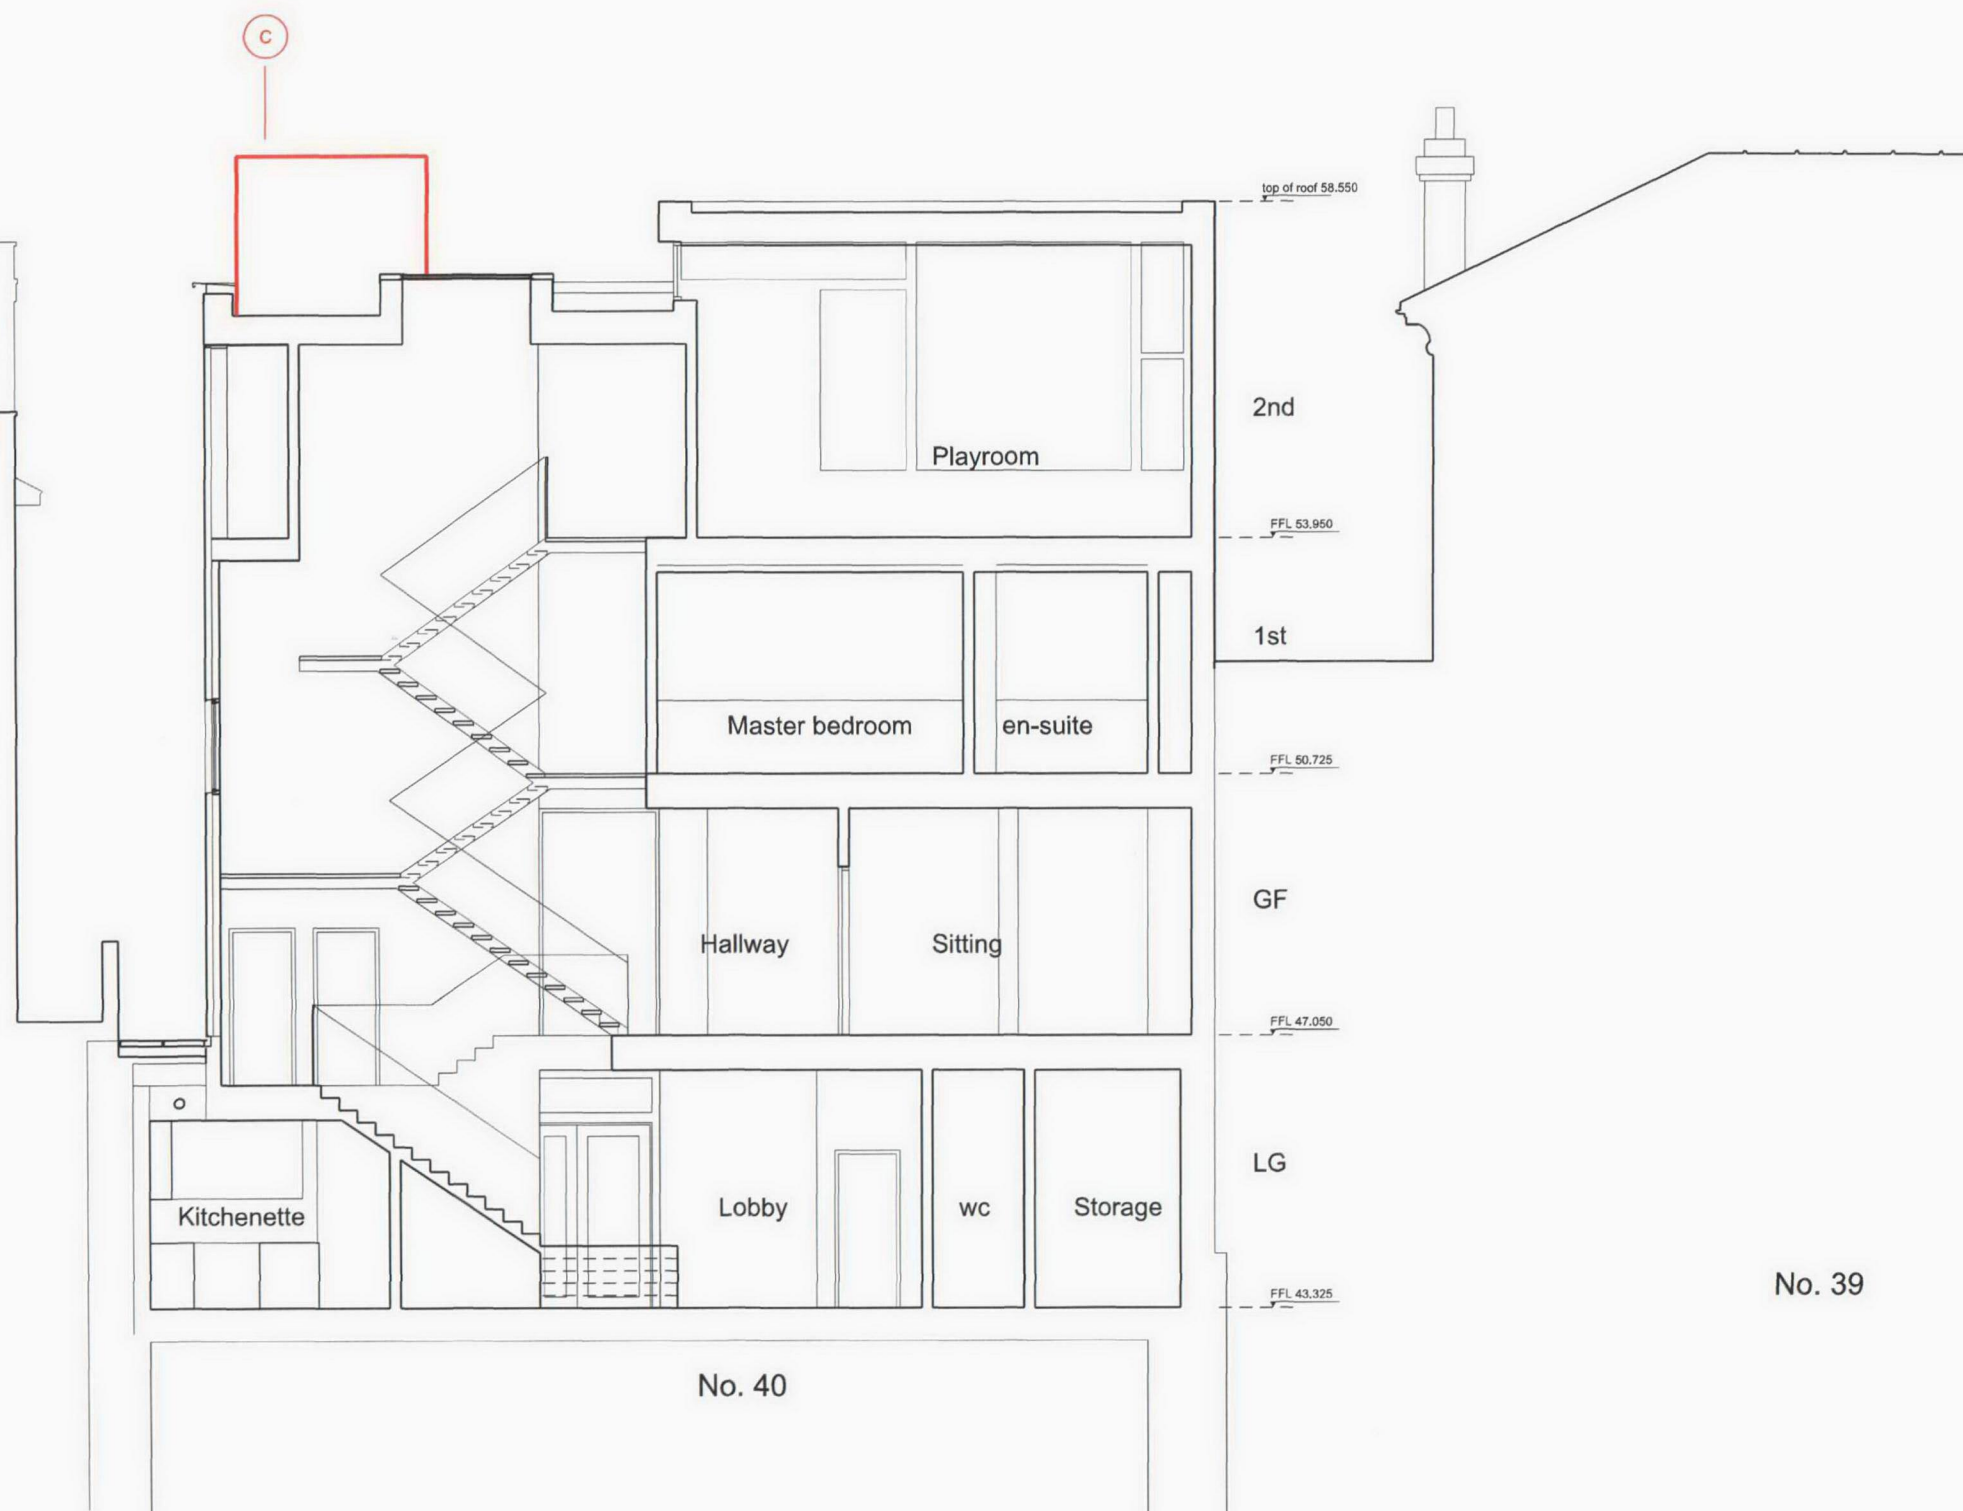 C
top of roof 58.550
2nd
Playroom
FFL 53.950
1st
Master bedroom
en-suite
FFL 50.725
GF
Hallway
Sitting
FFL 47.050
LG
Kitchenette
Lobby
wc
Storage
FFL 43.325
No. 39
No. 40